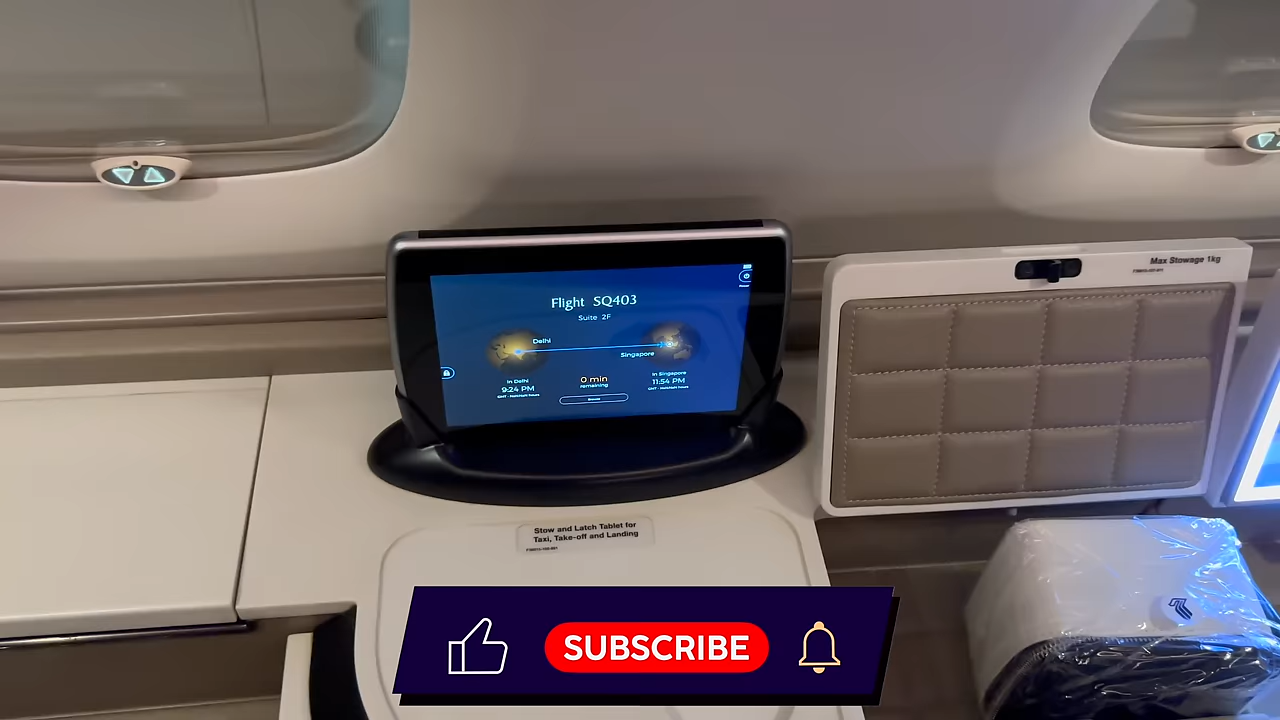 Max Stowage 1kg
Flight SQ403
Suite 2F
Delhi
Singapore
In Delhi
9:24 PM
0 min
remaining
In Singapore
11:54 PM
Stow and Latch Tablet for
Taxi, Take-off and Landing
SUBSCRIBE